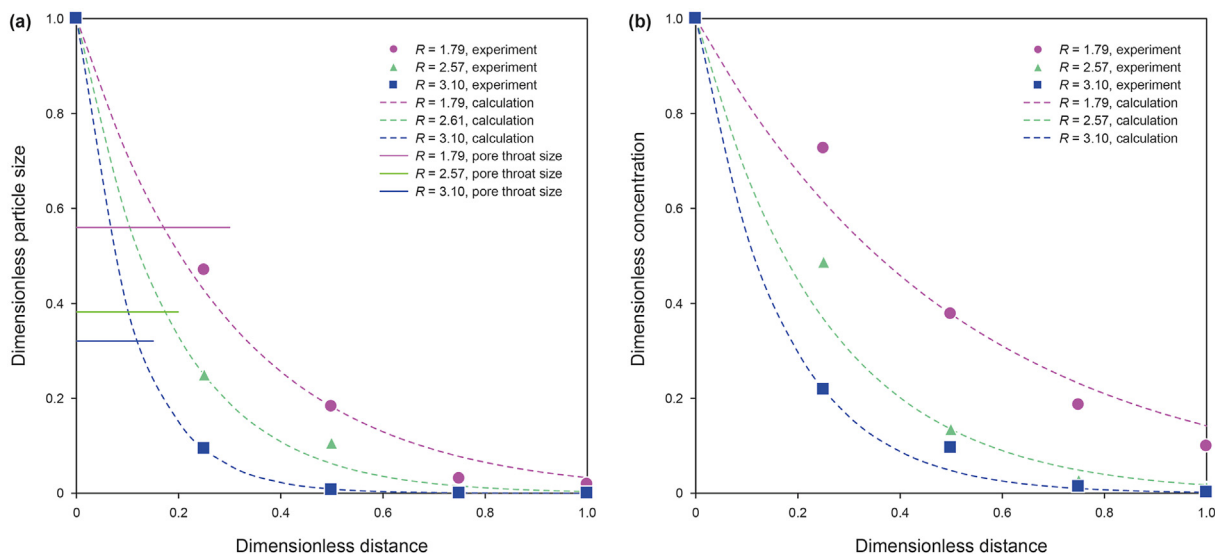 (a)
1.0
0.8
0.6
0.4
0.2
0
Dimensionless particle size
R = 1.79, experiment
R = 2.57, experiment
R = 3.10, experiment
R = 1.79, calculation
R = 2.61, calculation
R = 3.10, calculation
R = 1.79, pore throat size
R = 2.57, pore throat size
R = 3.10, pore throat size
0 0.2 0.4 0.6 0.8 1.0
Dimensionless distance
(b)
1.0
0.8
0.6
0.4
0.2
0
Dimensionless concentration
R = 1.79, experiment
R = 2.57, experiment
R = 3.10, experiment
R = 1.79, calculation
R = 2.57, calculation
R = 3.10, calculation
0 0.2 0.4 0.6 0.8 1.0
Dimensionless distance